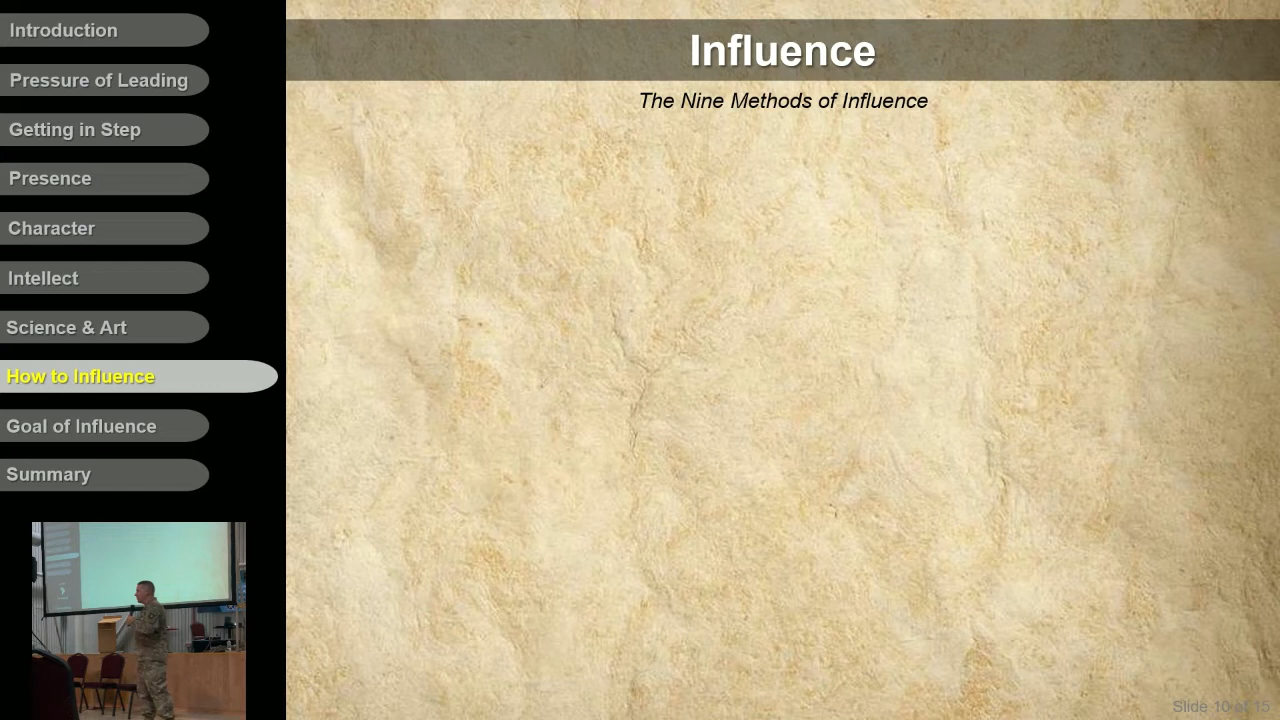 Introduction
Pressure of Leading
Getting in Step
Presence
Character
Intellect
Science & Art
How to Influence
Goal of Influence
Summary
Influence
The Nine Methods of Influence
Slide 10 of 15